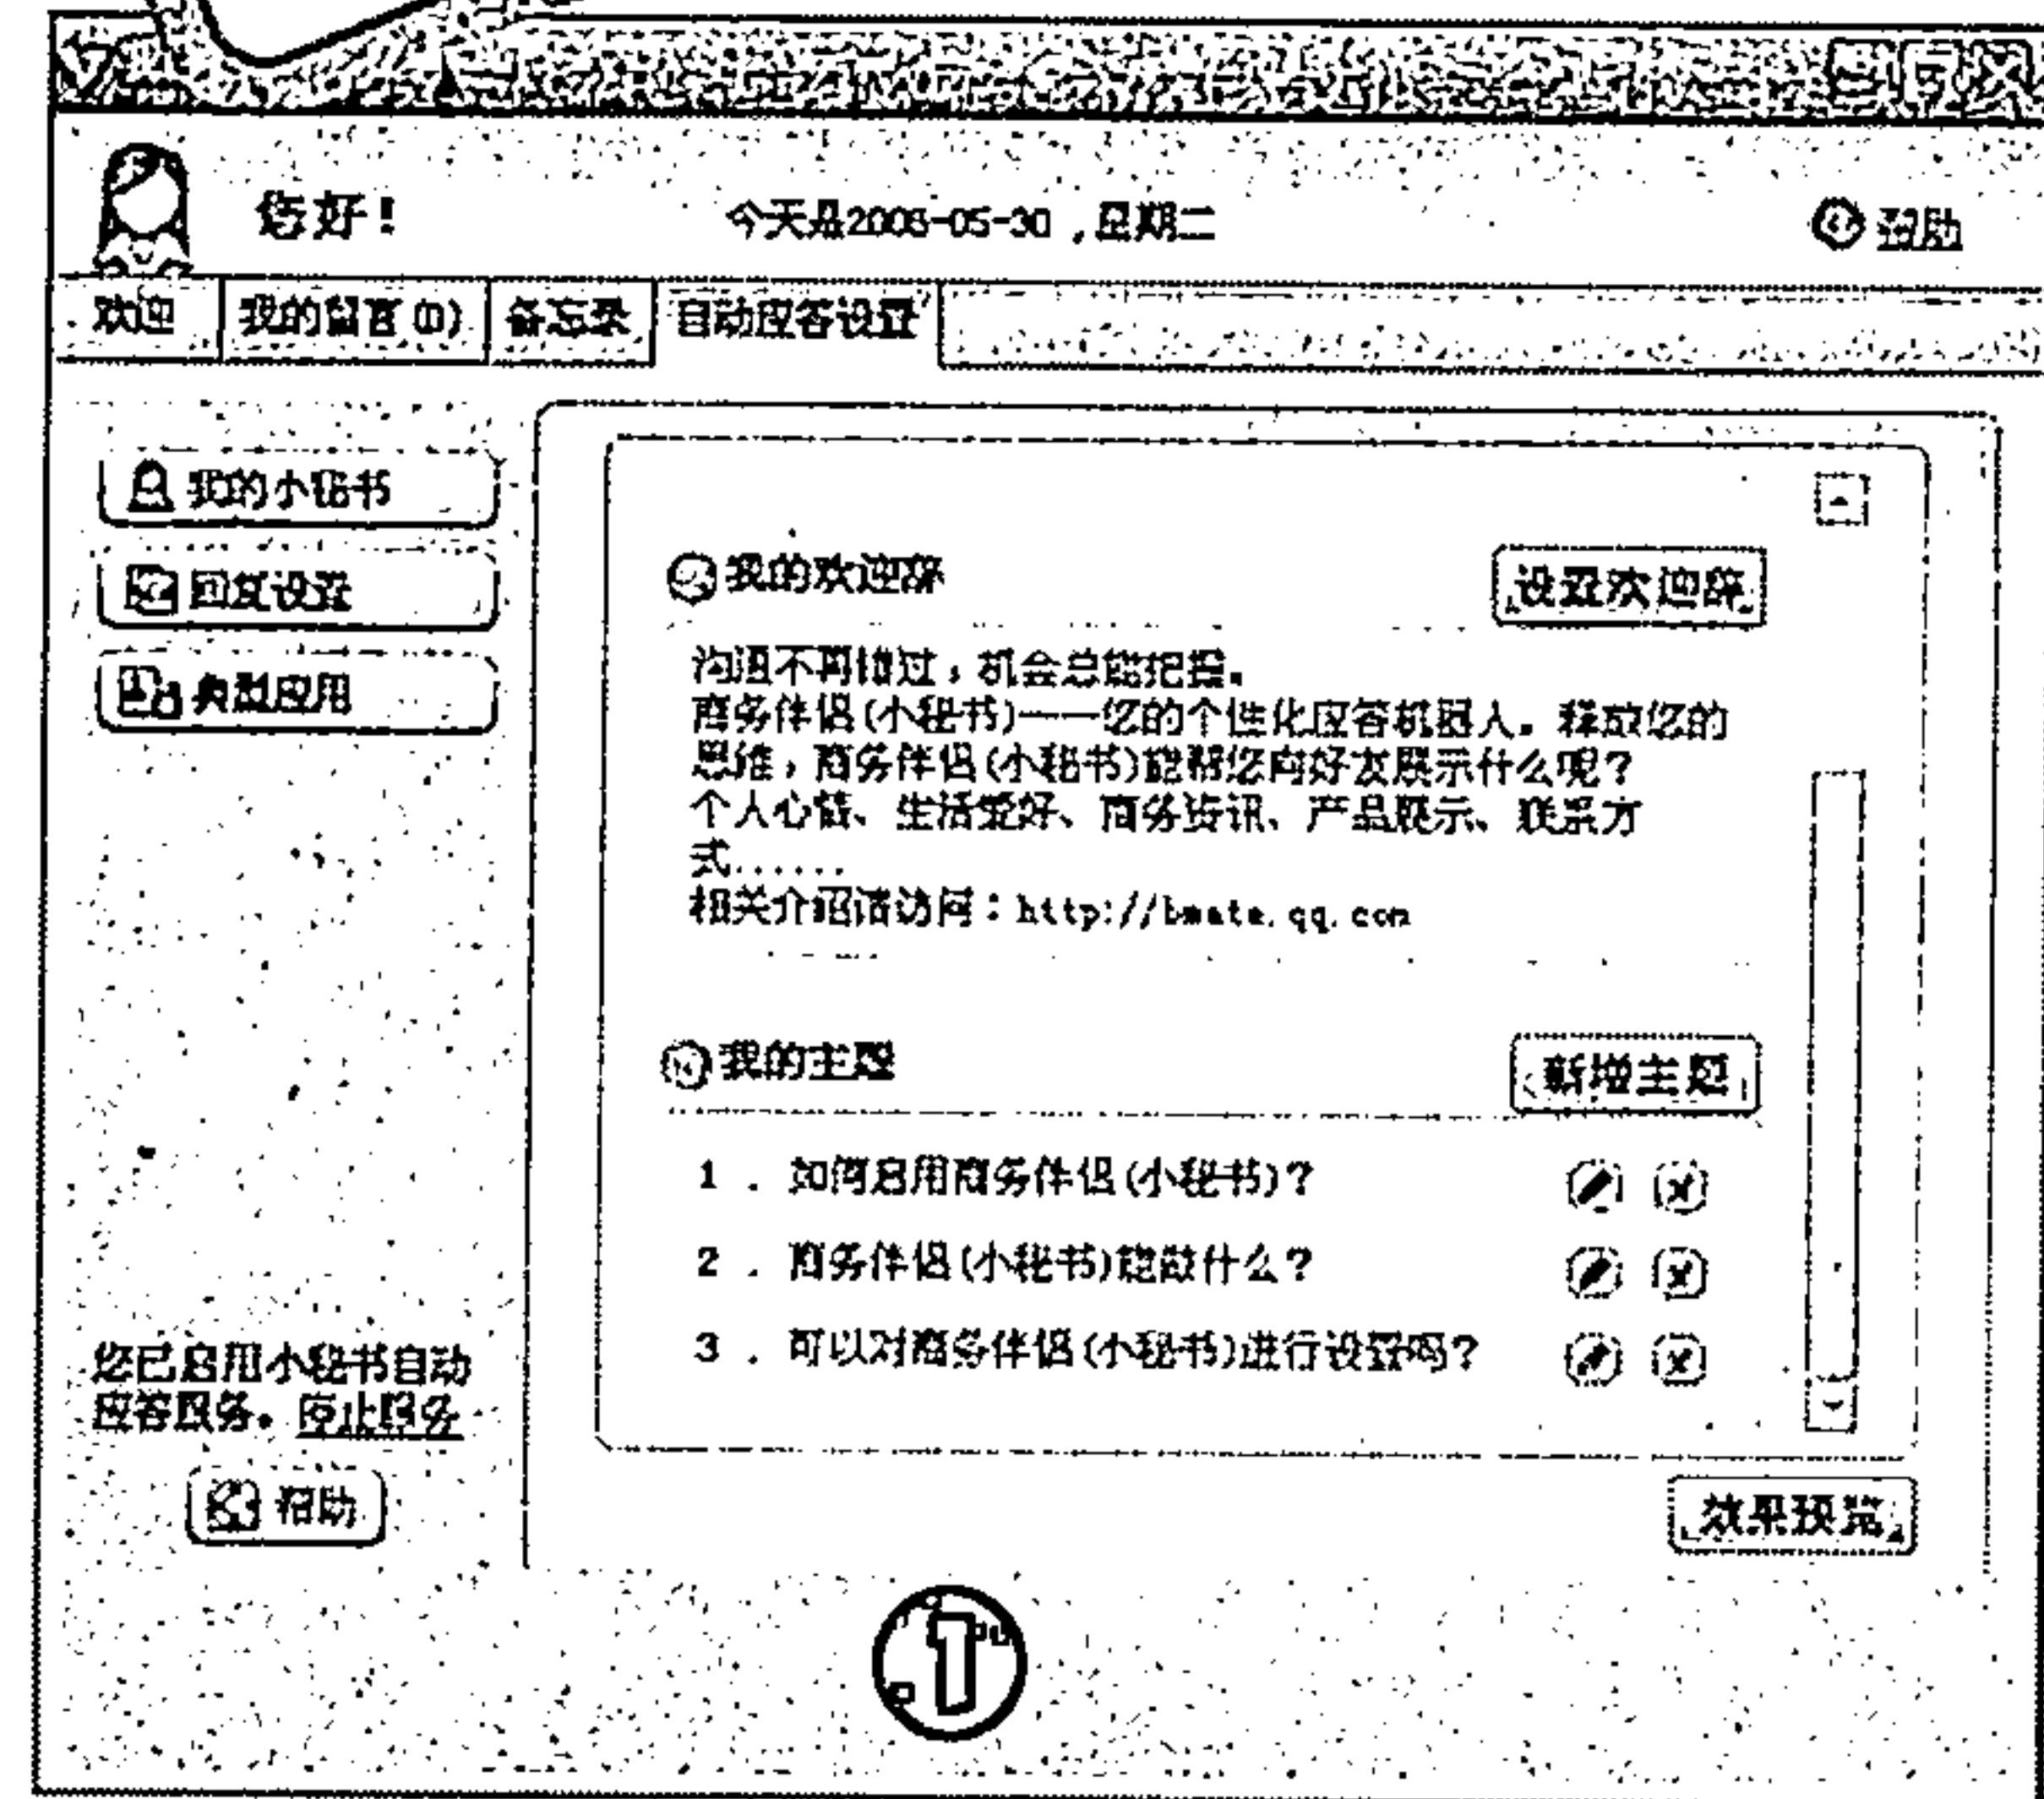 您好！
今天是2006-05-30，星期二
帮助
欢迎
我的留言(0)
备忘录
自动应答设置
我的小秘书
回复设置
典型应用
我的欢迎辞
设置欢迎辞
沟通不再错过，机会总能把握。
商务伴侣(小秘书)——您的个性化应答机器人。释放您的
思维，商务伴侣(小秘书)能帮您向好友展示什么呢？
个人心情、生活爱好、商务资讯、产品展示、联系方
式......
相关介绍请访问：http://bmate.qq.com
我的主题
新增主题
1．如何启用商务伴侣(小秘书)？
2．商务伴侣(小秘书)能做什么？
3．可以对商务伴侣(小秘书)进行设置吗？
您已启用小秘书自动
应答服务。停止服务
帮助
效果预览
1